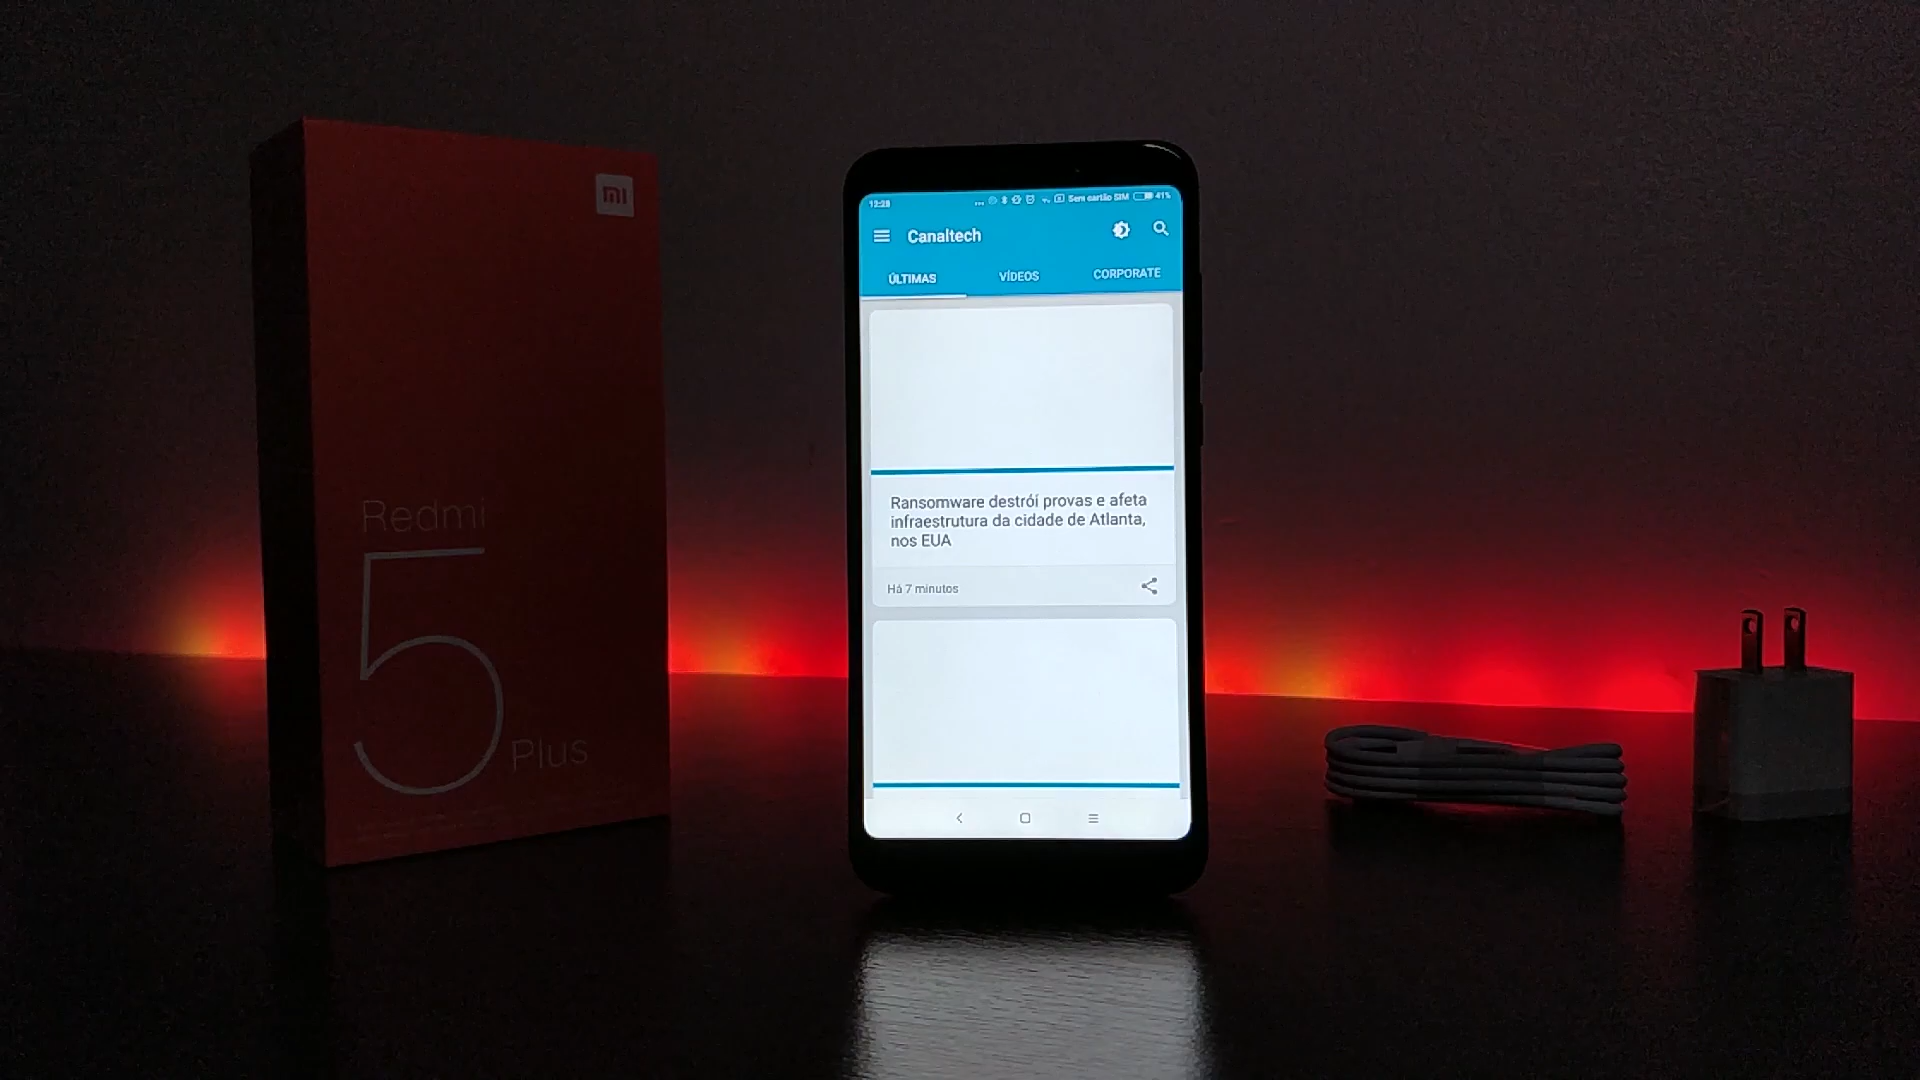 mi
Redmi
5
Plus
12:28
Sem cartão SIM
41%
Canaltech
ÚLTIMAS
VÍDEOS
CORPORATE
Ransomware destrói provas e afeta
infraestrutura da cidade de Atlanta,
nos EUA
Há 7 minutos